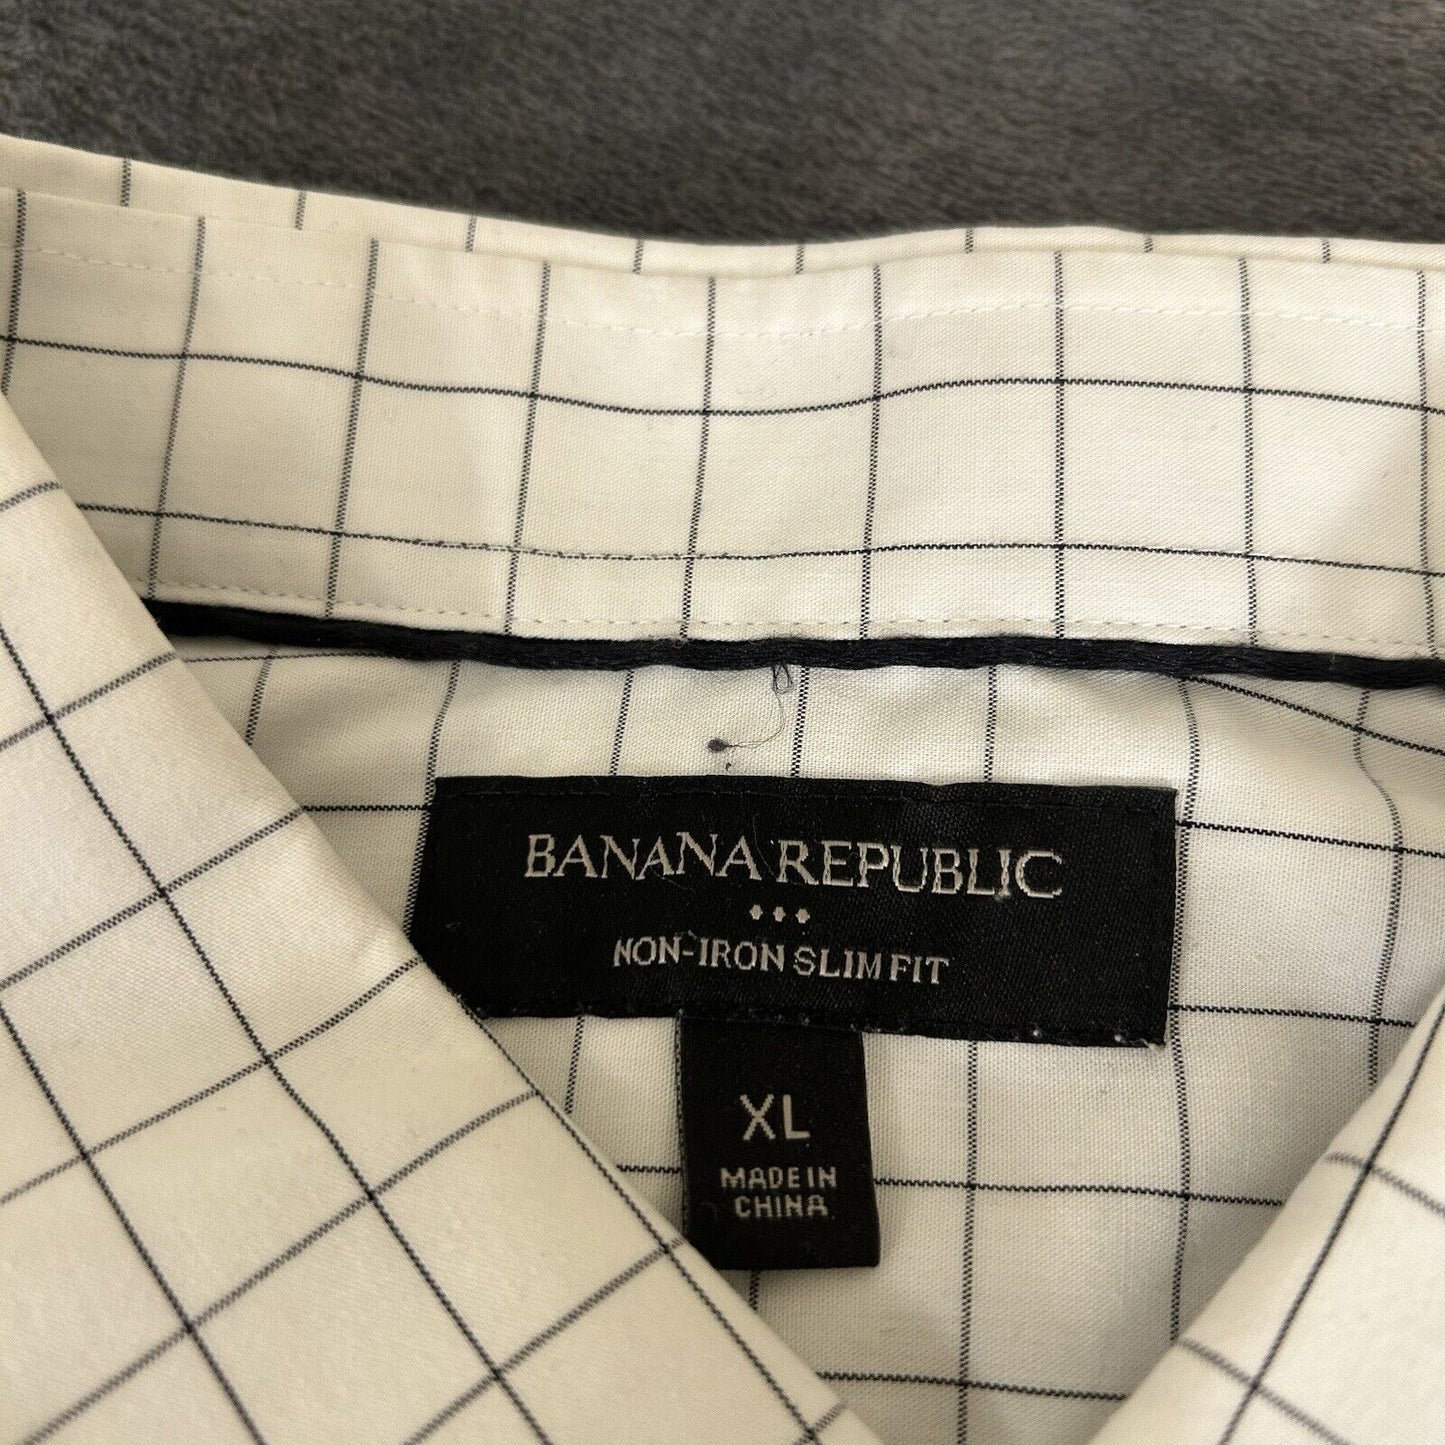 BANANA REPUBLIC
NON-IRON SLIM FIT
XL
MADE IN
CHINA